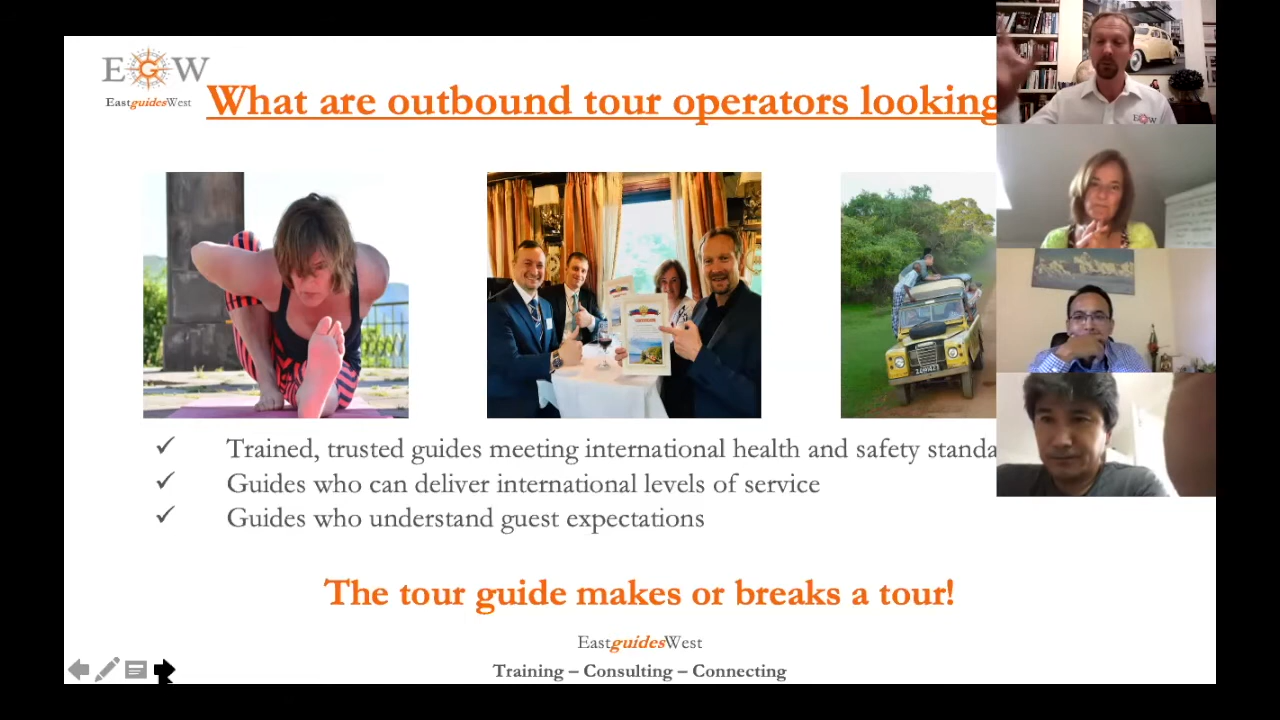 EGW
EastguidesWest
What are outbound tour operators looking
✓ Trained, trusted guides meeting international health and safety standa
✓ Guides who can deliver international levels of service
✓ Guides who understand guest expectations
The tour guide makes or breaks a tour!
EastguidesWest
Training – Consulting – Connecting
EGW